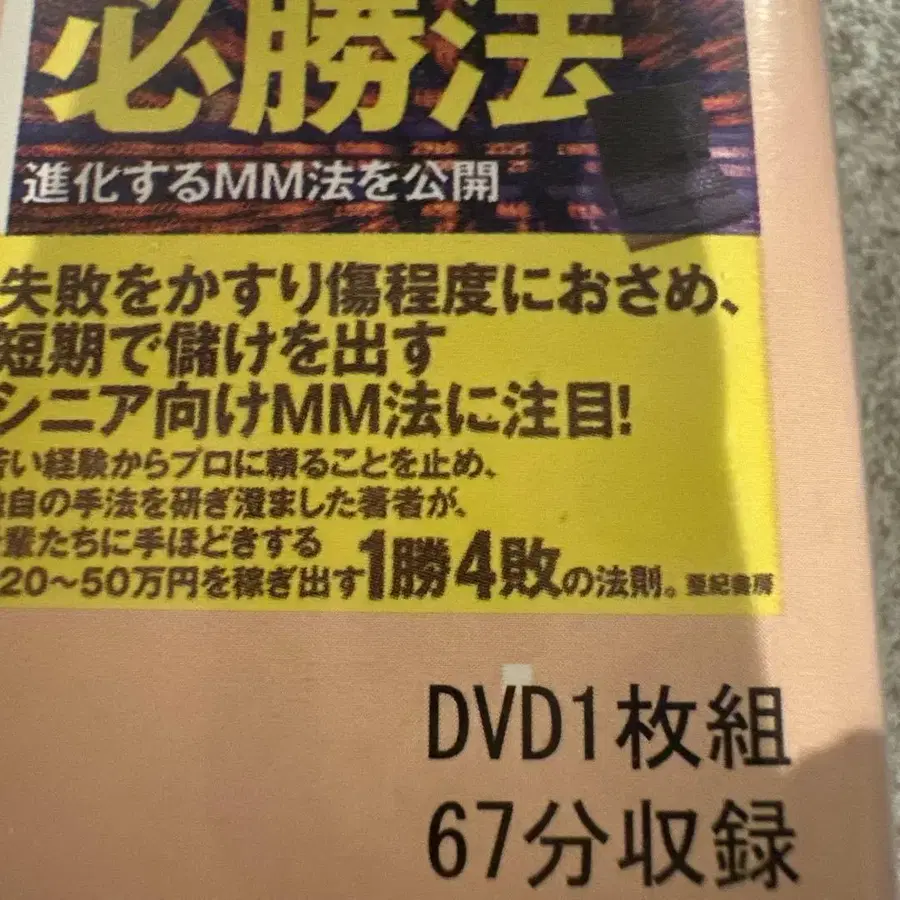 必勝法
進化するMM法を公開
失敗をかすり傷程度におさめ、
短期で儲けを出す
シニア向けMM法に注目!
い経験からプロに頼ることを止め、
自の手法を研ぎ澄ました著者が、
輩たちに手ほどきする
20〜50万円を稼ぎ出す1勝4敗の法則。亜紀書房
DVD1枚組
67分収録